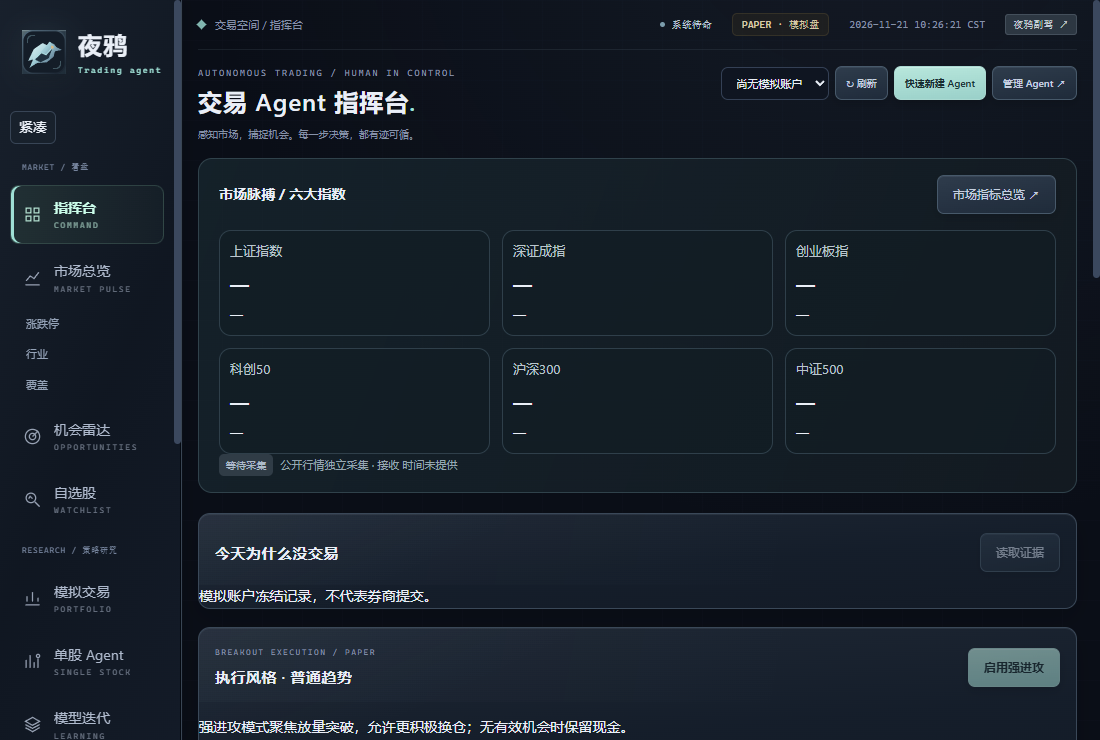 夜鸦
Trading agent
紧凑
MARKET / 看盘
指挥台
COMMAND
市场总览
MARKET PULSE
涨跌停
行业
覆盖
机会雷达
OPPORTUNITIES
自选股
WATCHLIST
RESEARCH / 策略研究
模拟交易
PORTFOLIO
单股 Agent
SINGLE STOCK
模型迭代
LEARNING
交易空间 / 指挥台
系统待命
PAPER · 模拟盘
2026-11-21 10:26:21 CST
夜鸦副驾 ↗
AUTONOMOUS TRADING / HUMAN IN CONTROL
交易 Agent 指挥台.
感知市场，捕捉机会。每一步决策，都有迹可循。
尚无模拟账户
↻ 刷新
快速新建 Agent
管理 Agent ↗
市场脉搏 / 六大指数
市场指标总览 ↗
上证指数
—
—
深证成指
—
—
创业板指
—
—
科创50
—
—
沪深300
—
—
中证500
—
—
等待采集
公开行情独立采集 · 接收 时间未提供
今天为什么没交易
读取证据
模拟账户冻结记录，不代表券商提交。
BREAKOUT EXECUTION / PAPER
执行风格 · 普通趋势
启用强进攻
强进攻模式聚焦放量突破，允许更积极换仓；无有效机会时保留现金。